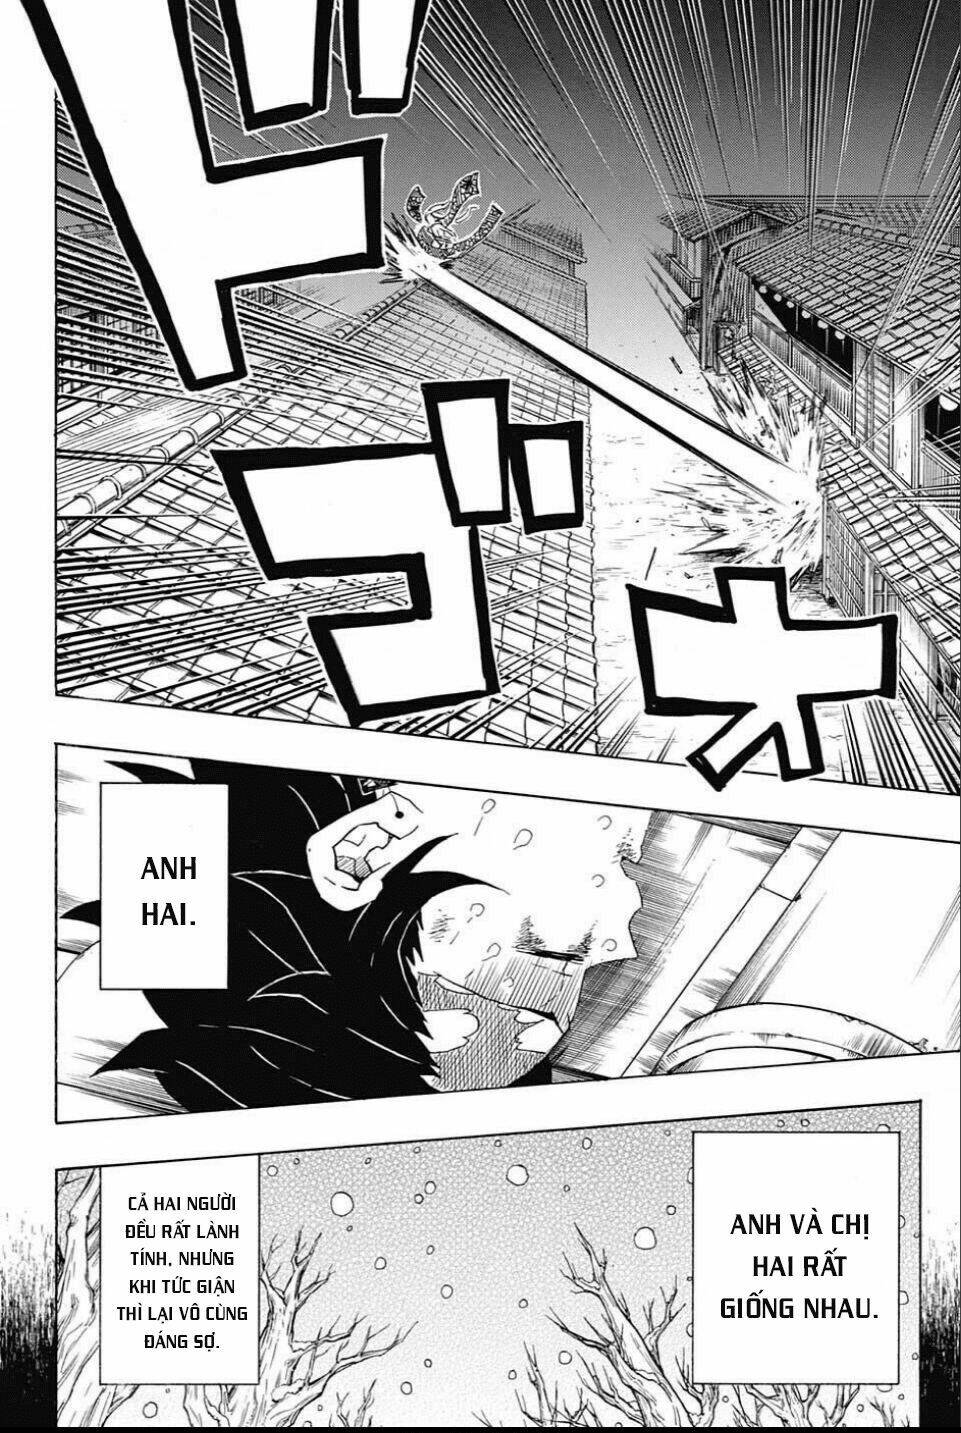 ドゴォ
ANH
HAI.
ANH VÀ CHỊ
HAI RẤT
GIỐNG NHAU.
CẢ HAI NGƯỜI
ĐỀU RẤT LÀNH
TÍNH, NHƯNG
KHI TỨC GIẬN
THÌ LẠI VÔ CÙNG
ĐÁNG SỢ.